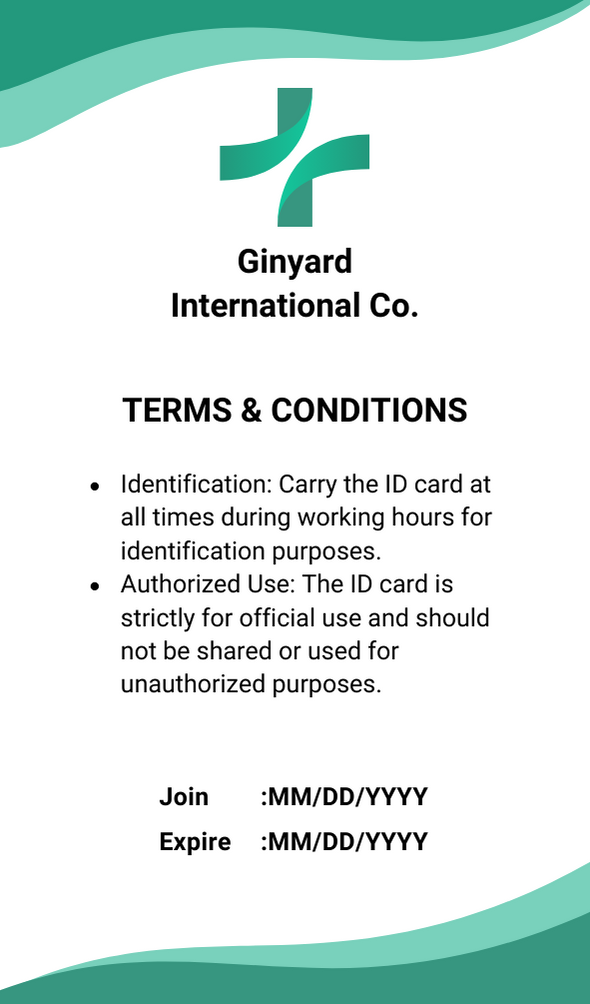 Ginyard
International Co.
TERMS & CONDITIONS
• Identification: Carry the ID card at
all times during working hours for
identification purposes.
• Authorized Use: The ID card is
strictly for official use and should
not be shared or used for
unauthorized purposes.
Join :MM/DD/YYYY
Expire :MM/DD/YYYY